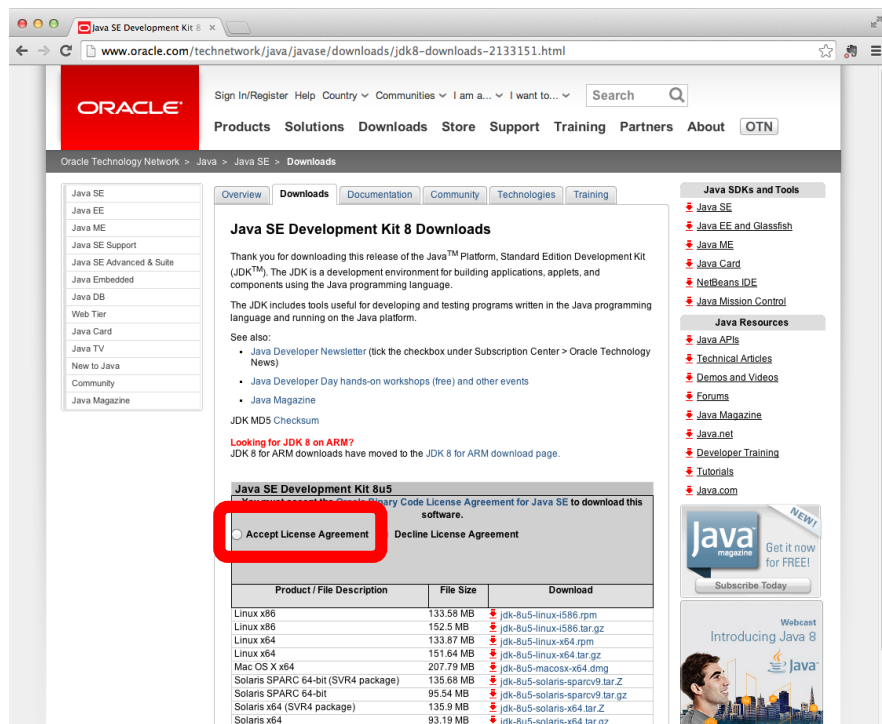 Java SE Development Kit 8
www.oracle.com/technetwork/java/javase/downloads/jdk8-downloads-2133151.html
ORACLE
Sign In/Register Help Country Communities I am a... I want to... Search
Products Solutions Downloads Store Support Training Partners About OTN
Oracle Technology Network > Java > Java SE > Downloads
Java SE
Java EE
Java ME
Java SE Support
Java SE Advanced & Suite
Java Embedded
Java DB
Web Tier
Java Card
Java TV
New to Java
Community
Java Magazine
Overview Downloads Documentation Community Technologies Training
Java SE Development Kit 8 Downloads
Thank you for downloading this release of the Java™ Platform, Standard Edition Development Kit
(JDK™). The JDK is a development environment for building applications, applets, and
components using the Java programming language.
The JDK includes tools useful for developing and testing programs written in the Java programming
language and running on the Java platform.
See also:
• Java Developer Newsletter (tick the checkbox under Subscription Center > Oracle Technology
News)
• Java Developer Day hands-on workshops (free) and other events
• Java Magazine
JDK MD5 Checksum
Looking for JDK 8 on ARM?
JDK 8 for ARM downloads have moved to the JDK 8 for ARM download page.
Java SE Development Kit 8u5
You must accept the Oracle Binary Code License Agreement for Java SE to download this
software.
Accept License Agreement Decline License Agreement
Product / File Description File Size Download
Linux x86 133.58 MB jdk-8u5-linux-i586.rpm
Linux x86 152.5 MB jdk-8u5-linux-i586.tar.gz
Linux x64 133.87 MB jdk-8u5-linux-x64.rpm
Linux x64 151.64 MB jdk-8u5-linux-x64.tar.gz
Mac OS X x64 207.79 MB jdk-8u5-macosx-x64.dmg
Solaris SPARC 64-bit (SVR4 package) 135.68 MB jdk-8u5-solaris-sparcv9.tar.Z
Solaris SPARC 64-bit 95.54 MB jdk-8u5-solaris-sparcv9.tar.gz
Solaris x64 (SVR4 package) 135.9 MB jdk-8u5-solaris-x64.tar.Z
Solaris x64 93.19 MB jdk-8u5-solaris-x64.tar.gz
Java SDKs and Tools
Java SE
Java EE and Glassfish
Java ME
Java Card
NetBeans IDE
Java Mission Control
Java Resources
Java APIs
Technical Articles
Demos and Videos
Forums
Java Magazine
Java.net
Developer Training
Tutorials
Java.com
NEW!
Java
magazine
Get it now
for FREE!
Subscribe Today
Webcast
Introducing Java 8
Java